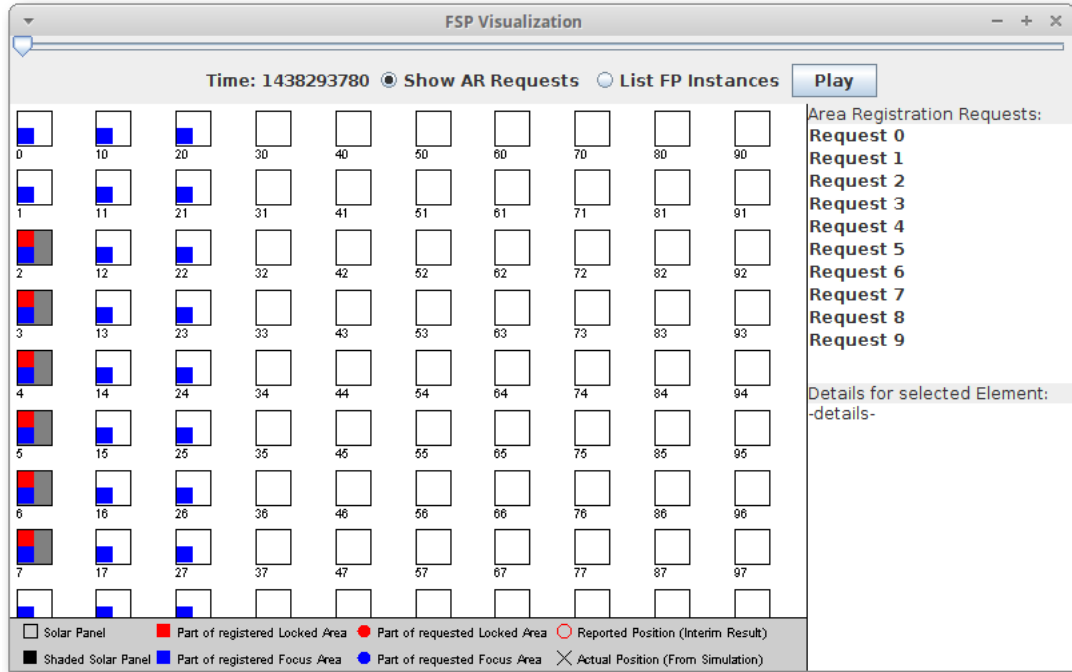 FSP Visualization
Time: 1438293780 Show AR Requests List FP Instances Play
Area Registration Requests:
Request 0
Request 1
Request 2
Request 3
Request 4
Request 5
Request 6
Request 7
Request 8
Request 9
Details for selected Element:
-details-
0 10 20 30 40 50 60 70 80 90
1 11 21 31 41 51 61 71 81 91
2 12 22 32 42 52 62 72 82 92
3 13 23 33 43 53 63 73 83 93
4 14 24 34 44 54 64 74 84 94
5 15 25 35 45 55 65 75 85 95
6 16 26 36 46 56 66 76 86 96
7 17 27 37 47 57 67 77 87 97
Solar Panel Part of registered Locked Area Part of requested Locked Area Reported Position (Interim Result)
Shaded Solar Panel Part of registered Focus Area Part of requested Focus Area Actual Position (From Simulation)